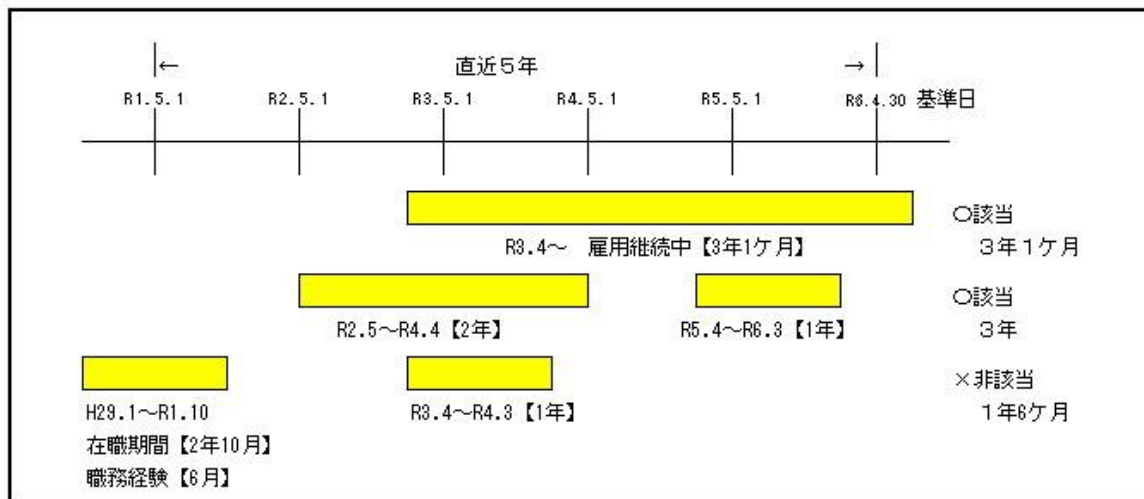 ← 直近５年 →
R1.5.1 R2.5.1 R3.5.1 R4.5.1 R5.5.1 R6.4.30 基準日
○該当
R3.4～ 雇用継続中【3年1ケ月】 ３年１ケ月
○該当
R2.5～R4.4【2年】 R5.4～R6.3【1年】 ３年
×非該当
H29.1～R1.10 R3.4～R4.3【1年】 １年6ケ月
在職期間【2年10月】
職務経験【6月】